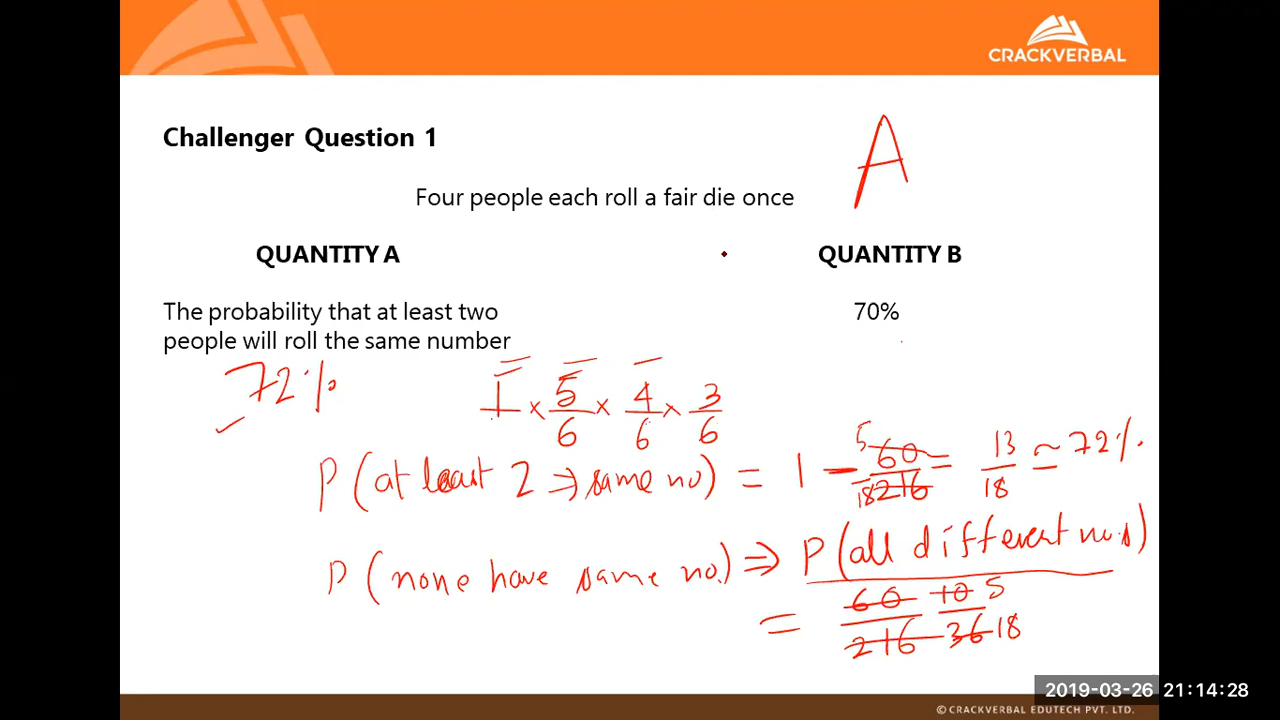 CRACKVERBAL
Challenger Question 1
A
Four people each roll a fair die once
QUANTITY A QUANTITY B
The probability that at least two 70%
people will roll the same number
72%
1 × 5/6 × 4/6 × 3/6
P (at least 2 ⇒ same no) = 1 - 60/216 5/18 = 13/18 ~ 72%
P (none have same no.) ⇒ P (all different no.s)
= 60/216 10/36 5/18
2019-03-26 21:14:28
© CRACKVERBAL EDUTECH PVT. LTD.